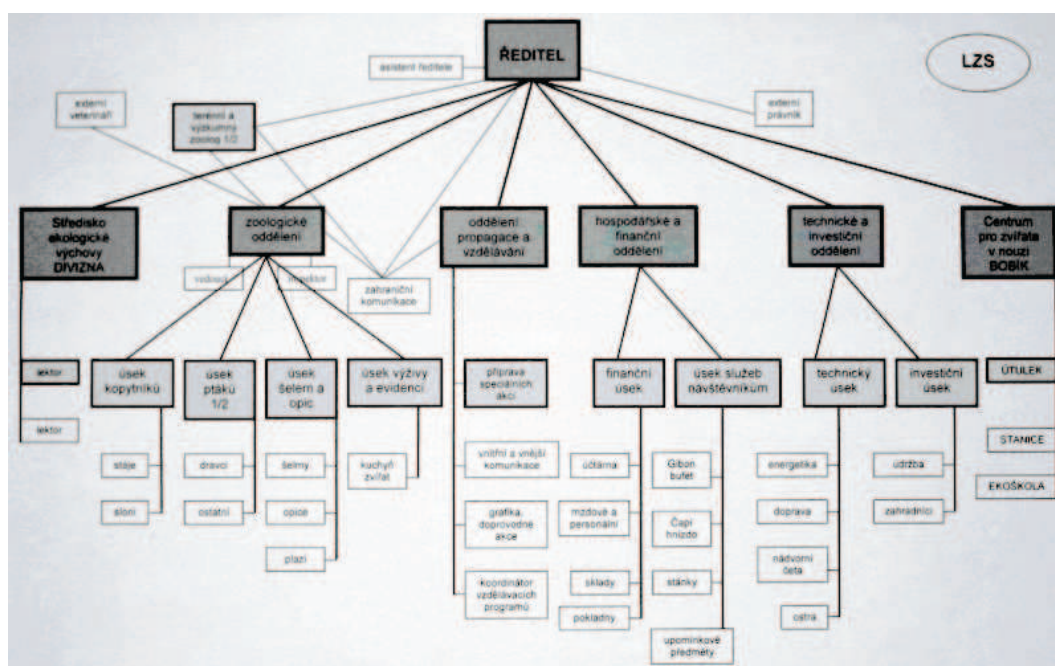 ŘEDITEL
LZS
asistent ředitele
externí
veterináři
terénní a
výzkumný
zoolog 1/2
externí
právník
Středisko
ekologické
výchovy
DIVIZNA
zoologické
oddělení
oddělení
propagace a
vzdělávání
hospodářské a
finanční
oddělení
technické a
investiční
oddělení
Centrum
pro zvířata
v nouzi
BOBÍK
vedoucí
inspektor
zahraniční
komunikace
lektor
úsek
kopytníků
úsek
ptáků
1/2
úsek
šelem a
opic
úsek výživy
a evidenci
příprava
speciálních
akcí
finanční
úsek
úsek služeb
návštěvníkům
technický
úsek
investiční
úsek
ÚTULEK
lektor
stáje
dravci
šelmy
kuchyň
zvířat
vnitřní a vnější
komunikace
účtárna
Gibon
bufet
energetika
údržba
STANICE
sloni
ostatní
opice
grafika,
doprovodné
akce
mzdové a
personální
Čapí
hnízdo
doprava
zahradníci
EKOŠKOLA
plazi
koordinátor
vzdělávacích
programů
sklady
stánky
nádvorní
četa
pokladny
upomínkové
předměty
ostra